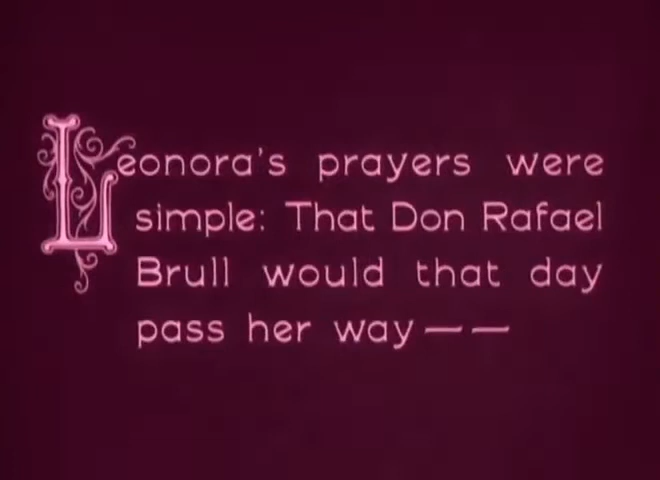 Leonora's prayers were
simple: That Don Rafael
Brull would that day
pass her way — —